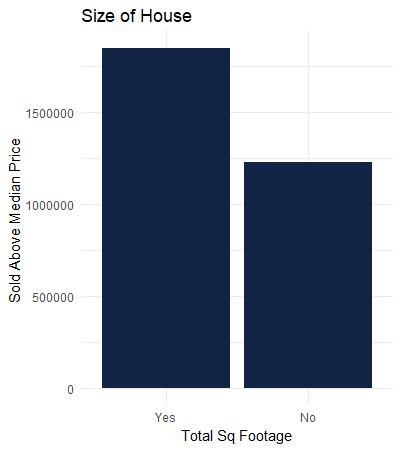 Size of House
Sold Above Median Price
1500000
1000000
500000
0
Yes No
Total Sq Footage